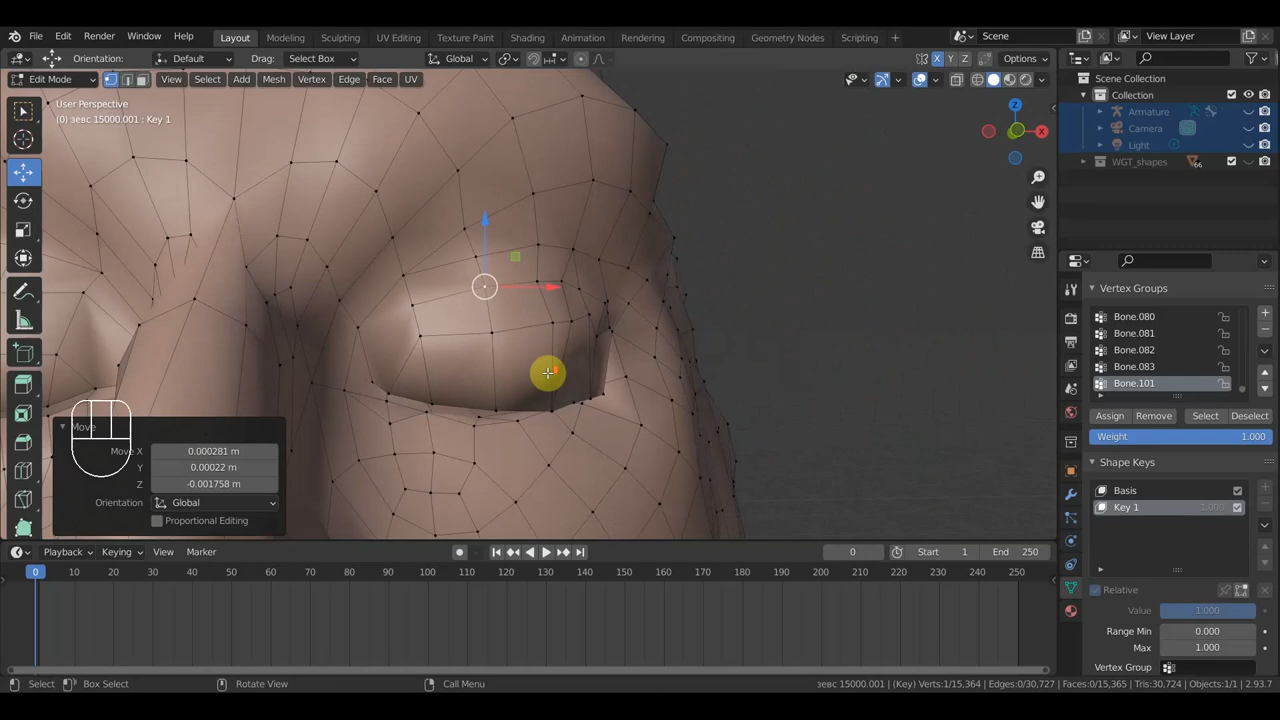 File Edit Render Window Help Layout Modeling Sculpting UV Editing Texture Paint Shading Animation Rendering Compositing Geometry Nodes Scripting + Scene View Layer
Orientation: Default Drag: Select Box Global X Y Z Options
Edit Mode View Select Add Mesh Vertex Edge Face UV
User Perspective
(0) зевс 15000.001 : Key 1
Z
X
Scene Collection
Collection
Armature
Camera
Light
WGT_shapes 66
Vertex Groups
Bone.080
Bone.081
Bone.082
Bone.083
Bone.101
Assign Remove Select Deselect
Weight 1.000
Shape Keys
Basis
Key 1 1.000
Relative
Value 1.000
Range Min 0.000
Max 1.000
Vertex Group
Move
Move X 0.000281 m
Y 0.00022 m
Z -0.001758 m
Orientation Global
Proportional Editing
Playback Keying View Marker 0 Start 1 End 250
0 10 20 30 40 50 60 70 80 90 100 110 120 130 140 150 160 170 180 190 200 210 220 230 240 250
Select Box Select Rotate View Call Menu зевс 15000.001 | (Key) Verts:1/15,364 | Edges:0/30,727 | Faces:0/15,365 | Tris:30,724 | Objects:1/1 | 2.93.7